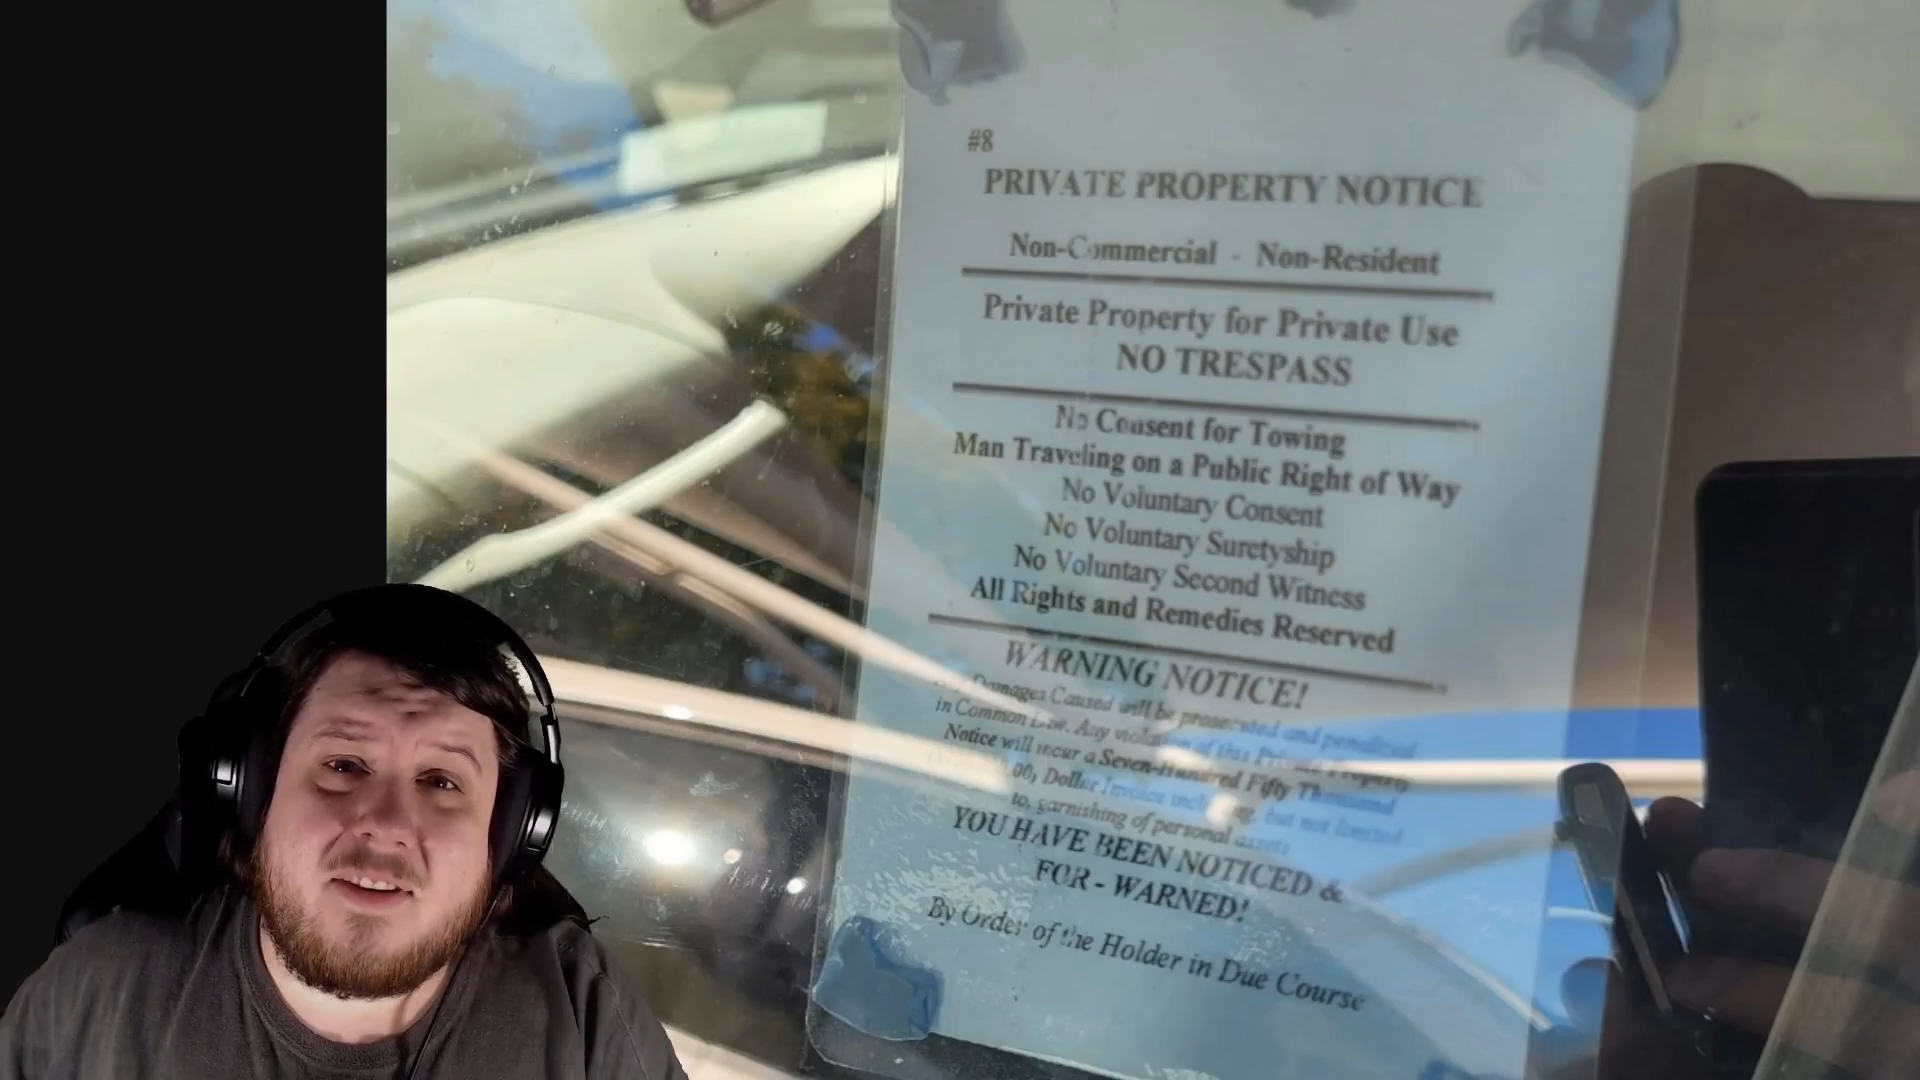 #8
PRIVATE PROPERTY NOTICE
Non-Commercial - Non-Resident
Private Property for Private Use
NO TRESPASS
No Consent for Towing
Man Traveling on a Public Right of Way
No Voluntary Consent
No Voluntary Suretyship
No Voluntary Second Witness
All Rights and Remedies Reserved
WARNING NOTICE!
Damages Caused will be prosecuted and penalized
in Common Law. Any violation of this Private Property
Notice will incur a Seven-Hundred Fifty Thousand
00) Dollar Invoice including, but not limited
to, garnishing of personal assets
YOU HAVE BEEN NOTICED &
FOR - WARNED!
By Order of the Holder in Due Course